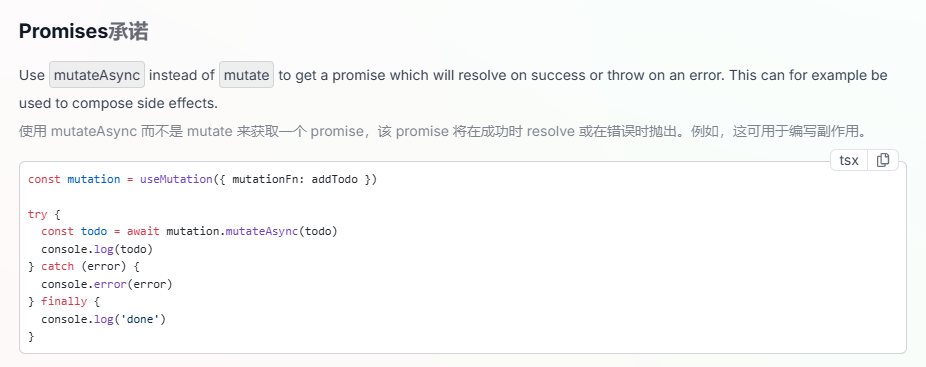 Promises承诺
Use mutateAsync instead of mutate to get a promise which will resolve on success or throw on an error. This can for example be
used to compose side effects.
使用 mutateAsync 而不是 mutate 来获取一个 promise，该 promise 将在成功时 resolve 或在错误时抛出。例如，这可用于编写副作用。
tsx
const mutation = useMutation({ mutationFn: addTodo })

try {
  const todo = await mutation.mutateAsync(todo)
  console.log(todo)
} catch (error) {
  console.error(error)
} finally {
  console.log('done')
}